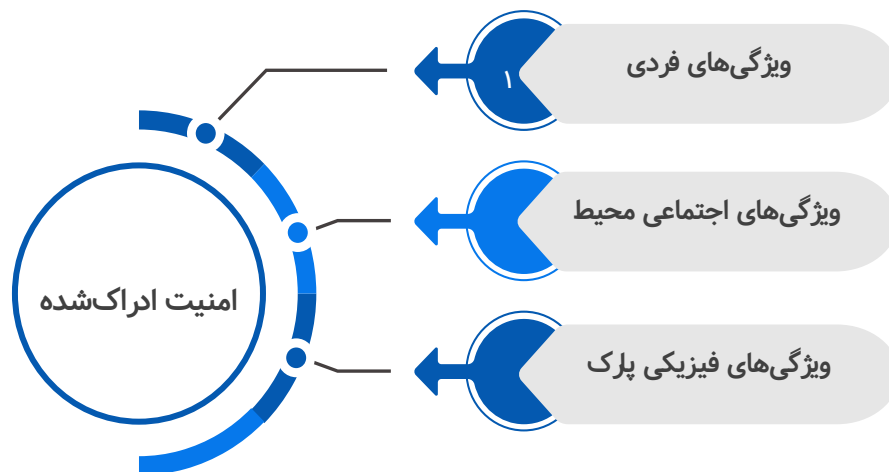 ویژگی‌های فردی
۱
ویژگی‌های اجتماعی محیط
امنیت ادراک‌شده
ویژگی‌های فیزیکی پارک